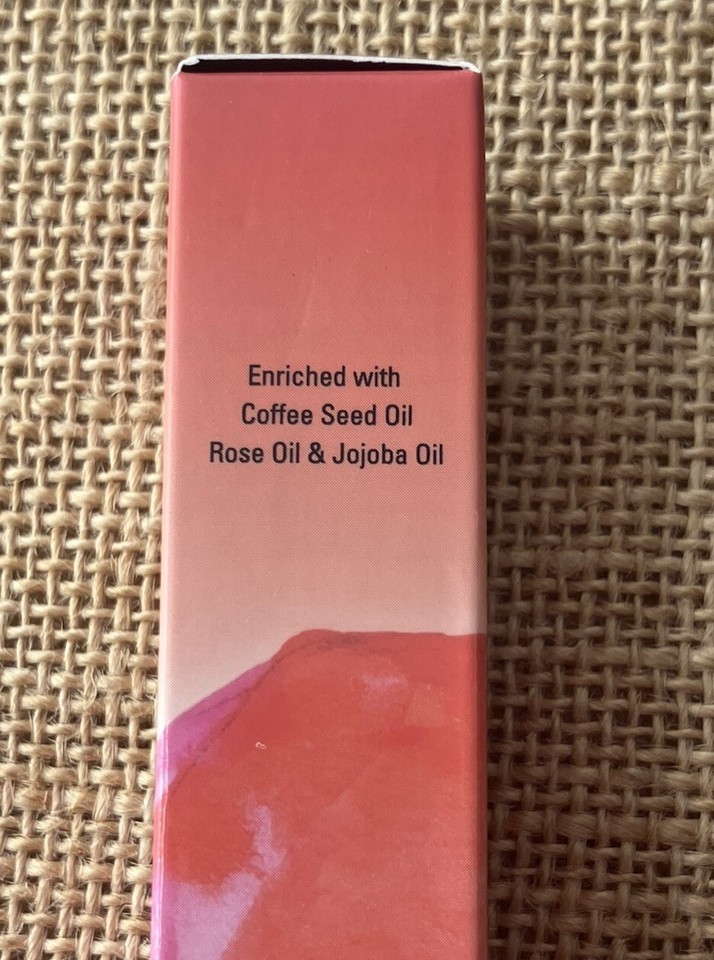 Enriched with
Coffee Seed Oil
Rose Oil & Jojoba Oil